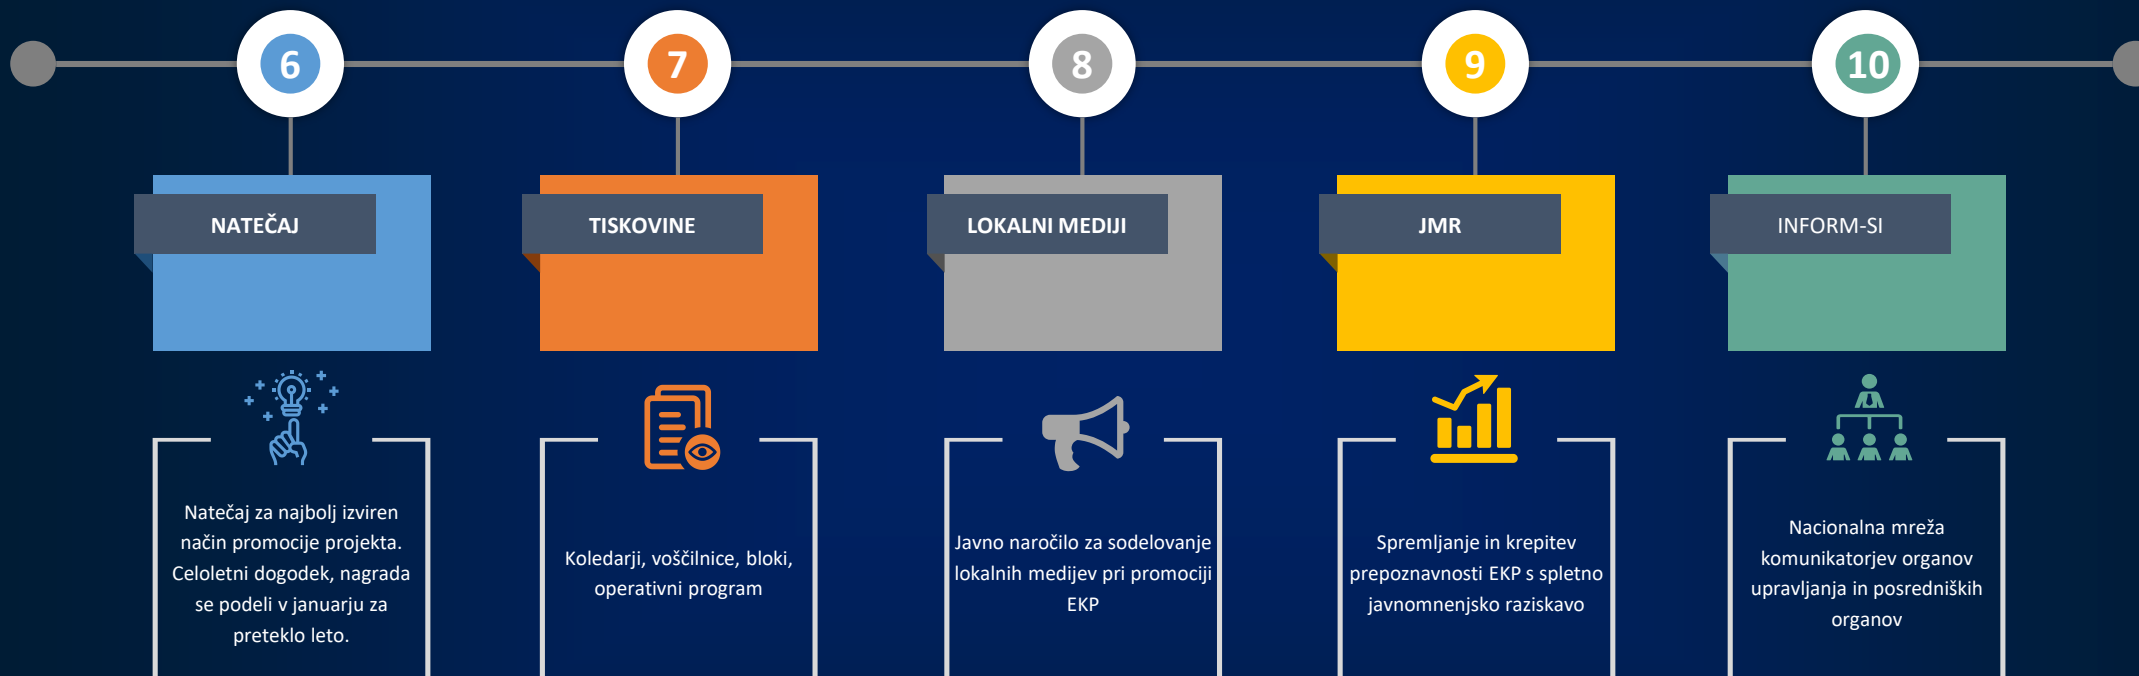 6
7
8
9
10
NATEČAJ
TISKOVINE
LOKALNI MEDIJI
JMR
INFORM-SI
Natečaj za najbolj izviren
način promocije projekta.
Celoletni dogodek, nagrada
se podeli v januarju za
preteklo leto.
Koledarji, voščilnice, bloki,
operativni program
Javno naročilo za sodelovanje
lokalnih medijev pri promociji
EKP
Spremljanje in krepitev
prepoznavnosti EKP s spletno
javnomnenjsko raziskavo
Nacionalna mreža
komunikatorjev organov
upravljanja in posredniških
organov